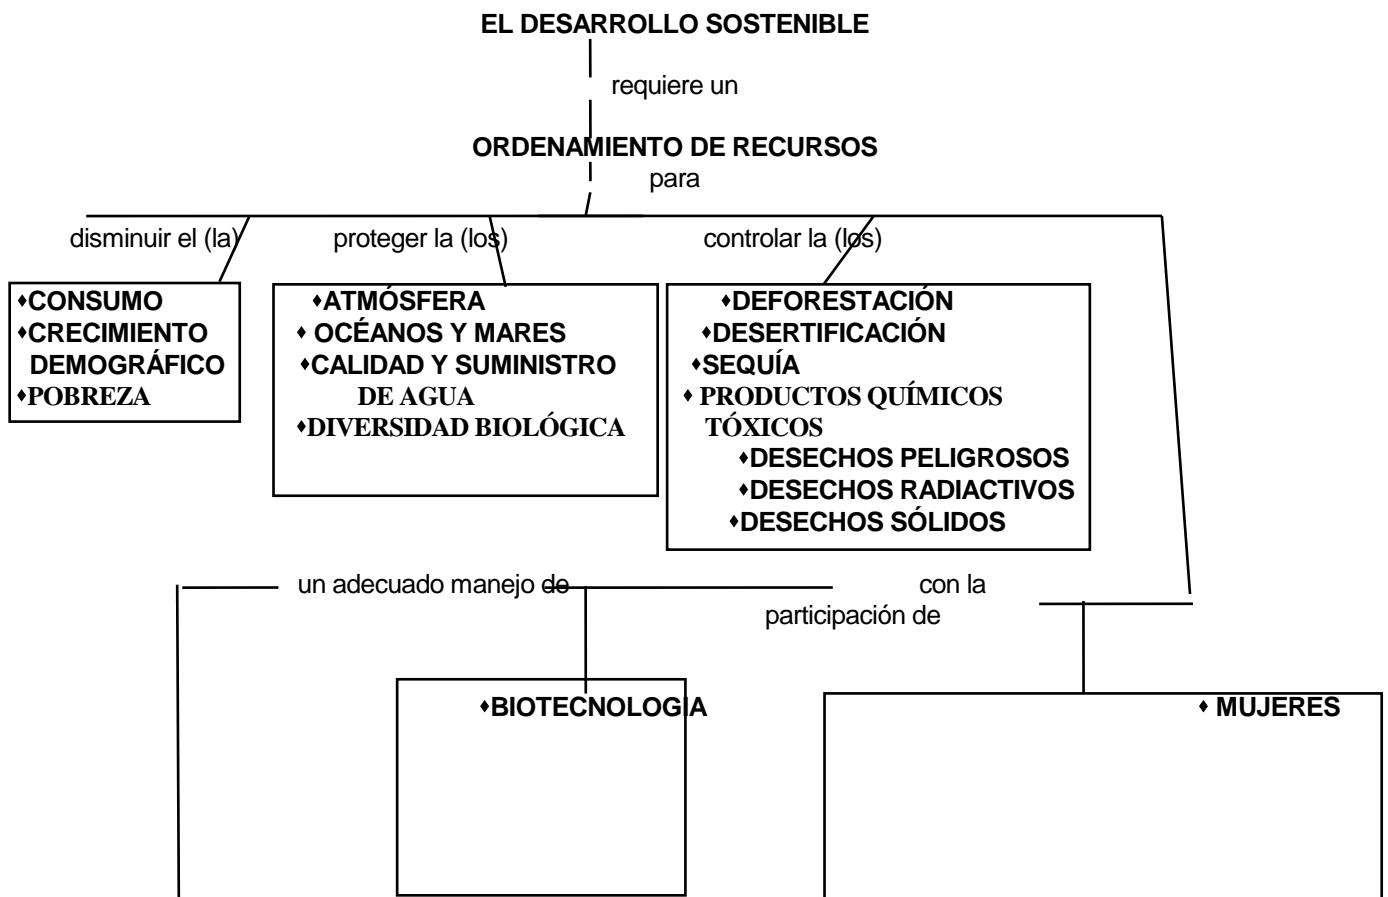 EL DESARROLLO SOSTENIBLE
requiere un
ORDENAMIENTO DE RECURSOS
para
disminuir el (la)
proteger la (los)
controlar la (los)
♦CONSUMO
♦CRECIMIENTO
DEMOGRÁFICO
♦POBREZA
♦ATMÓSFERA
♦ OCÉANOS Y MARES
♦CALIDAD Y SUMINISTRO
DE AGUA
♦DIVERSIDAD BIOLÓGICA
♦DEFORESTACIÓN
♦DESERTIFICACIÓN
♦SEQUÍA
♦ PRODUCTOS QUÍMICOS
TÓXICOS
♦DESECHOS PELIGROSOS
♦DESECHOS RADIACTIVOS
♦DESECHOS SÓLIDOS
un adecuado manejo de
con la
participación de
♦BIOTECNOLOGIA
♦ MUJERES